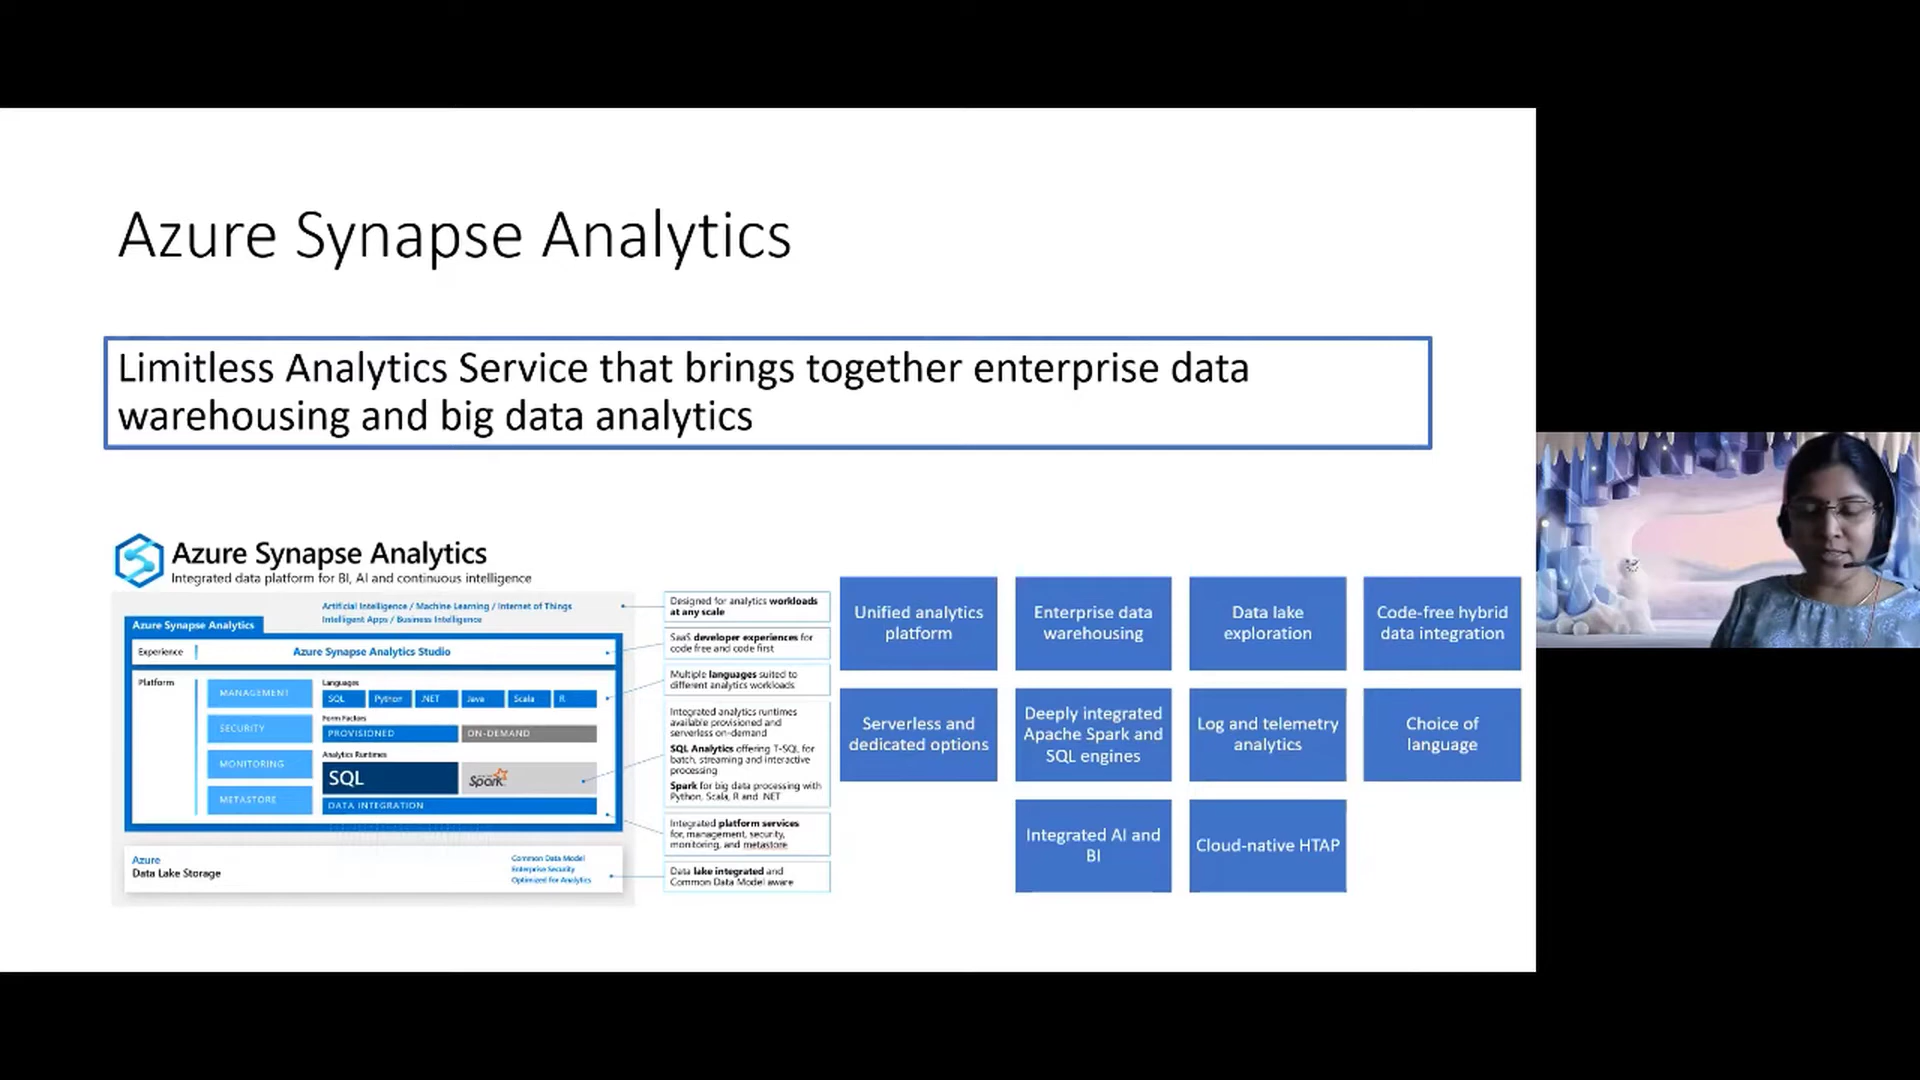 Azure Synapse Analytics
Limitless Analytics Service that brings together enterprise data
warehousing and big data analytics
Azure Synapse Analytics
Integrated data platform for BI, AI and continuous intelligence
Artificial Intelligence / Machine Learning / Internet of Things
Intelligent Apps / Business Intelligence
Azure Synapse Analytics
Experience
Azure Synapse Analytics Studio
Platform
MANAGEMENT
SECURITY
MONITORING
METASTORE
Languages
SQL
Python
.NET
Java
Scala
R
Form Factors
PROVISIONED
ON-DEMAND
Analytics Runtimes
SQL
Spark
DATA INTEGRATION
Azure
Data Lake Storage
Common Data Model
Enterprise Security
Optimized for Analytics
Designed for analytics workloads
at any scale
SaaS developer experiences for
code free and code first
Multiple languages suited to
different analytics workloads
Integrated analytics runtimes
available provisioned and
serverless on-demand
SQL Analytics offering T-SQL for
batch, streaming and interactive
processing
Spark for big data processing with
Python, Scala, R and .NET
Integrated platform services
for, management, security,
monitoring, and metastore
Data lake integrated and
Common Data Model aware
Unified analytics
platform
Enterprise data
warehousing
Data lake
exploration
Code-free hybrid
data integration
Serverless and
dedicated options
Deeply integrated
Apache Spark and
SQL engines
Log and telemetry
analytics
Choice of
language
Integrated AI and
BI
Cloud-native HTAP